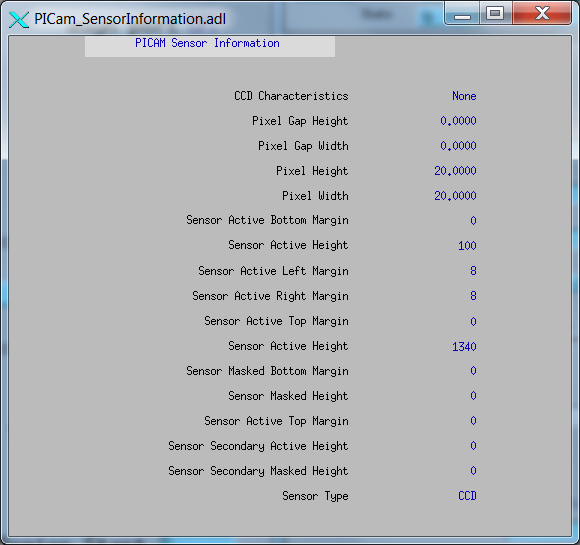 PICam_SensorInformation.adl
PICAM Sensor Information
CCD Characteristics None
Pixel Gap Height 0.0000
Pixel Gap Width 0.0000
Pixel Height 20.0000
Pixel Width 20.0000
Sensor Active Bottom Margin 0
Sensor Active Height 100
Sensor Active Left Margin 8
Sensor Active Right Margin 8
Sensor Active Top Margin 0
Sensor Active Height 1340
Sensor Masked Bottom Margin 0
Sensor Masked Height 0
Sensor Active Top Margin 0
Sensor Secondary Active Height 0
Sensor Secondary Masked Height 0
Sensor Type CCD